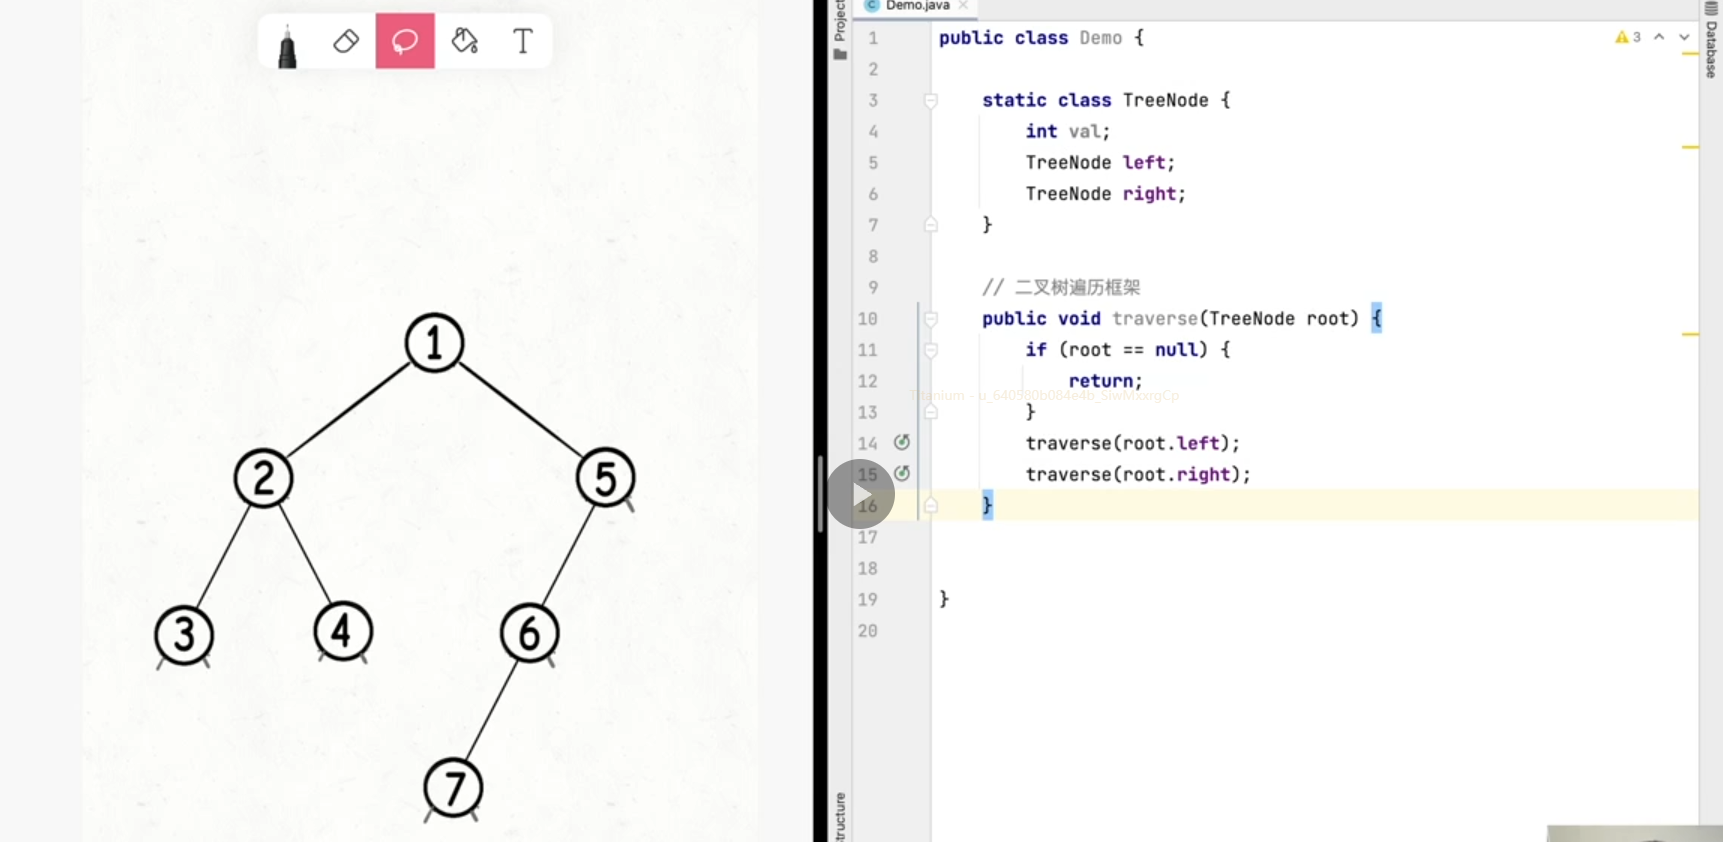 T
1
2
5
3
4
6
7
Project
Demo.java
Database
3
1 public class Demo {
2
3 static class TreeNode {
4 int val;
5 TreeNode left;
6 TreeNode right;
7 }
8
9 // 二叉树遍历框架
10 public void traverse(TreeNode root) {
11 if (root == null) {
12 return;
Titanium - u_640980b084e4b_SiwMxxrgCp
13 }
14 traverse(root.left);
15 traverse(root.right);
16 }
17
18
19 }
20
tructure